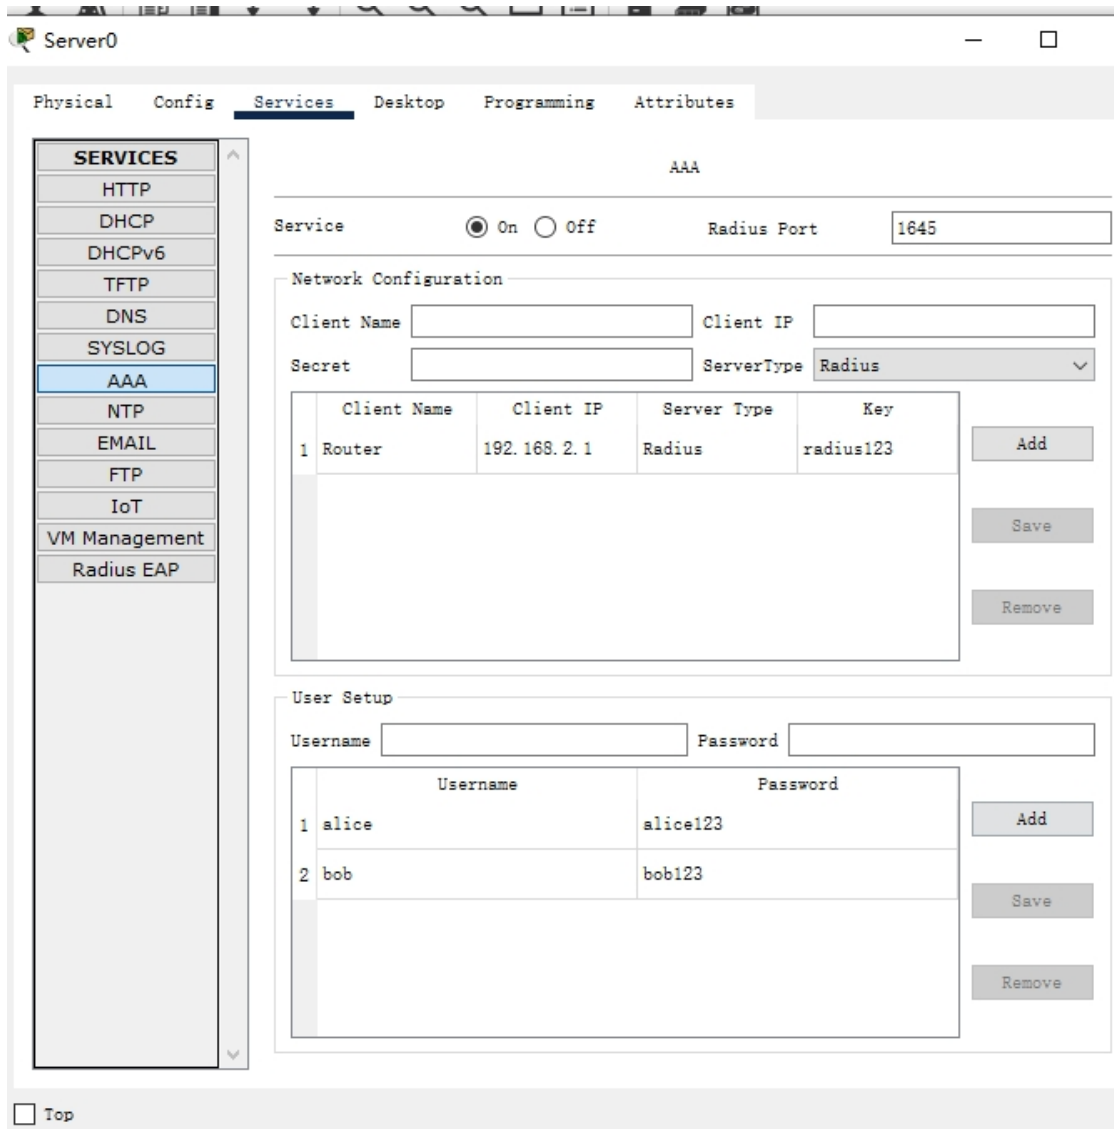 Server0
Physical Config Services Desktop Programming Attributes
SERVICES
HTTP
DHCP
DHCPv6
TFTP
DNS
SYSLOG
AAA
NTP
EMAIL
FTP
IoT
VM Management
Radius EAP
AAA
Service On Off Radius Port 1645
Network Configuration
Client Name Client IP
Secret ServerType Radius
Client Name Client IP Server Type Key
1 Router 192.168.2.1 Radius radius123
Add
Save
Remove
User Setup
Username Password
Username Password
1 alice alice123
2 bob bob123
Add
Save
Remove
Top